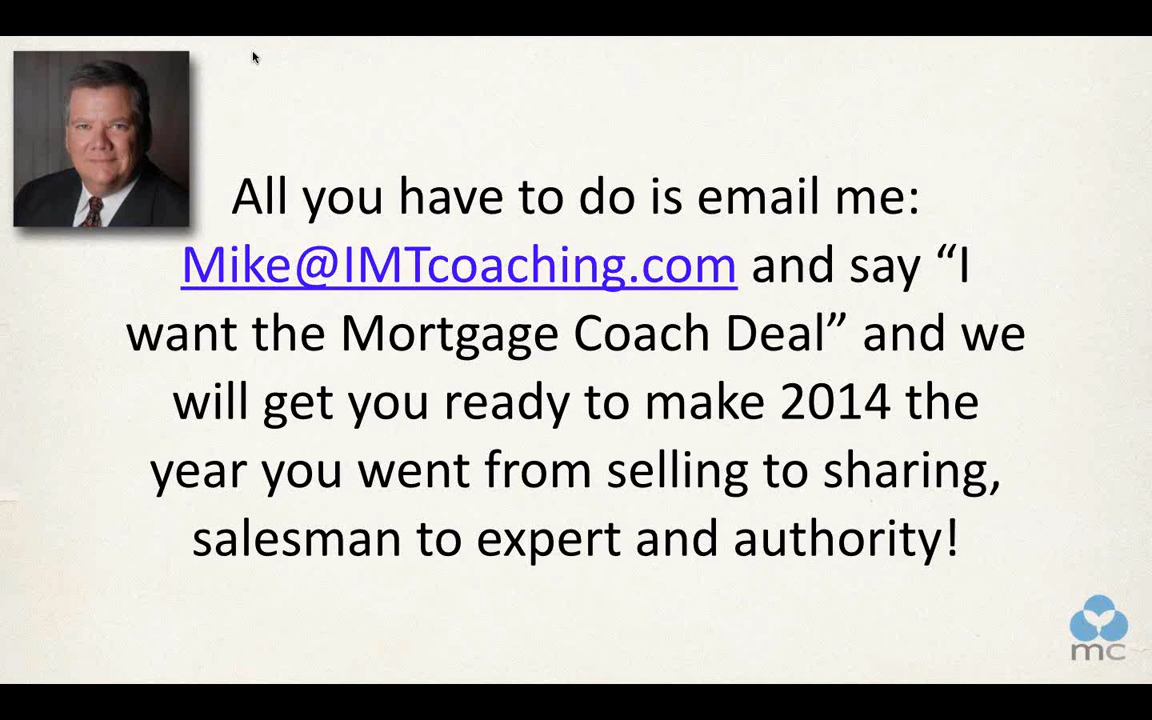 All you have to do is email me:
Mike@IMTcoaching.com and say “I
want the Mortgage Coach Deal” and we
will get you ready to make 2014 the
year you went from selling to sharing,
salesman to expert and authority!
mc